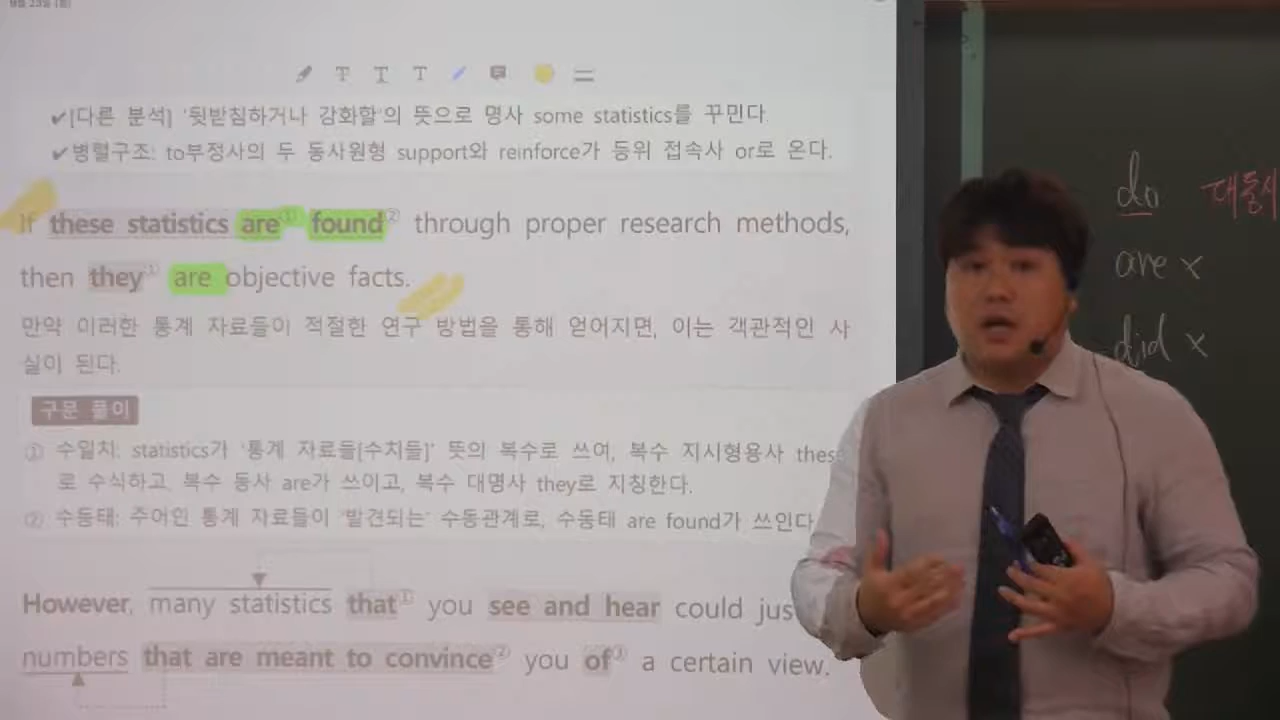 9월 23일 (월)
✔[다른 분석] '뒷받침하거나 강화할'의 뜻으로 명사 some statistics를 꾸민다.
✔병렬구조: to부정사의 두 동사원형 support와 reinforce가 등위 접속사 or로 온다.
If these statistics are① found② through proper research methods,
then they① are objective facts.
만약 이러한 통계 자료들이 적절한 연구 방법을 통해 얻어지면, 이는 객관적인 사
실이 된다.
구문 풀이
① 수일치: statistics가 '통계 자료들[수치들]' 뜻의 복수로 쓰여, 복수 지시형용사 thes
로 수식하고, 복수 동사 are가 쓰이고, 복수 대명사 they로 지칭한다.
② 수동태: 주어인 통계 자료들이 '발견되는' 수동관계로, 수동태 are found가 쓰인다.
However, many statistics that① you see and hear could jus
numbers that are meant to convince② you of③ a certain view.
do 대동사
are x
did x